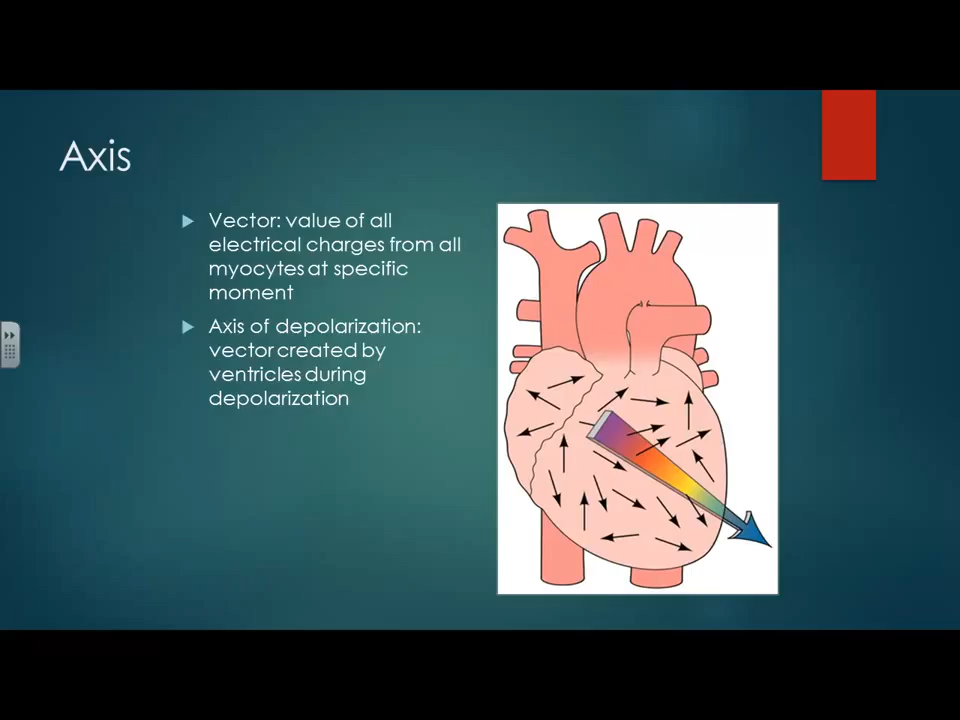 Axis
Vector: value of all
electrical charges from all
myocytes at specific
moment
Axis of depolarization:
vector created by
ventricles during
depolarization